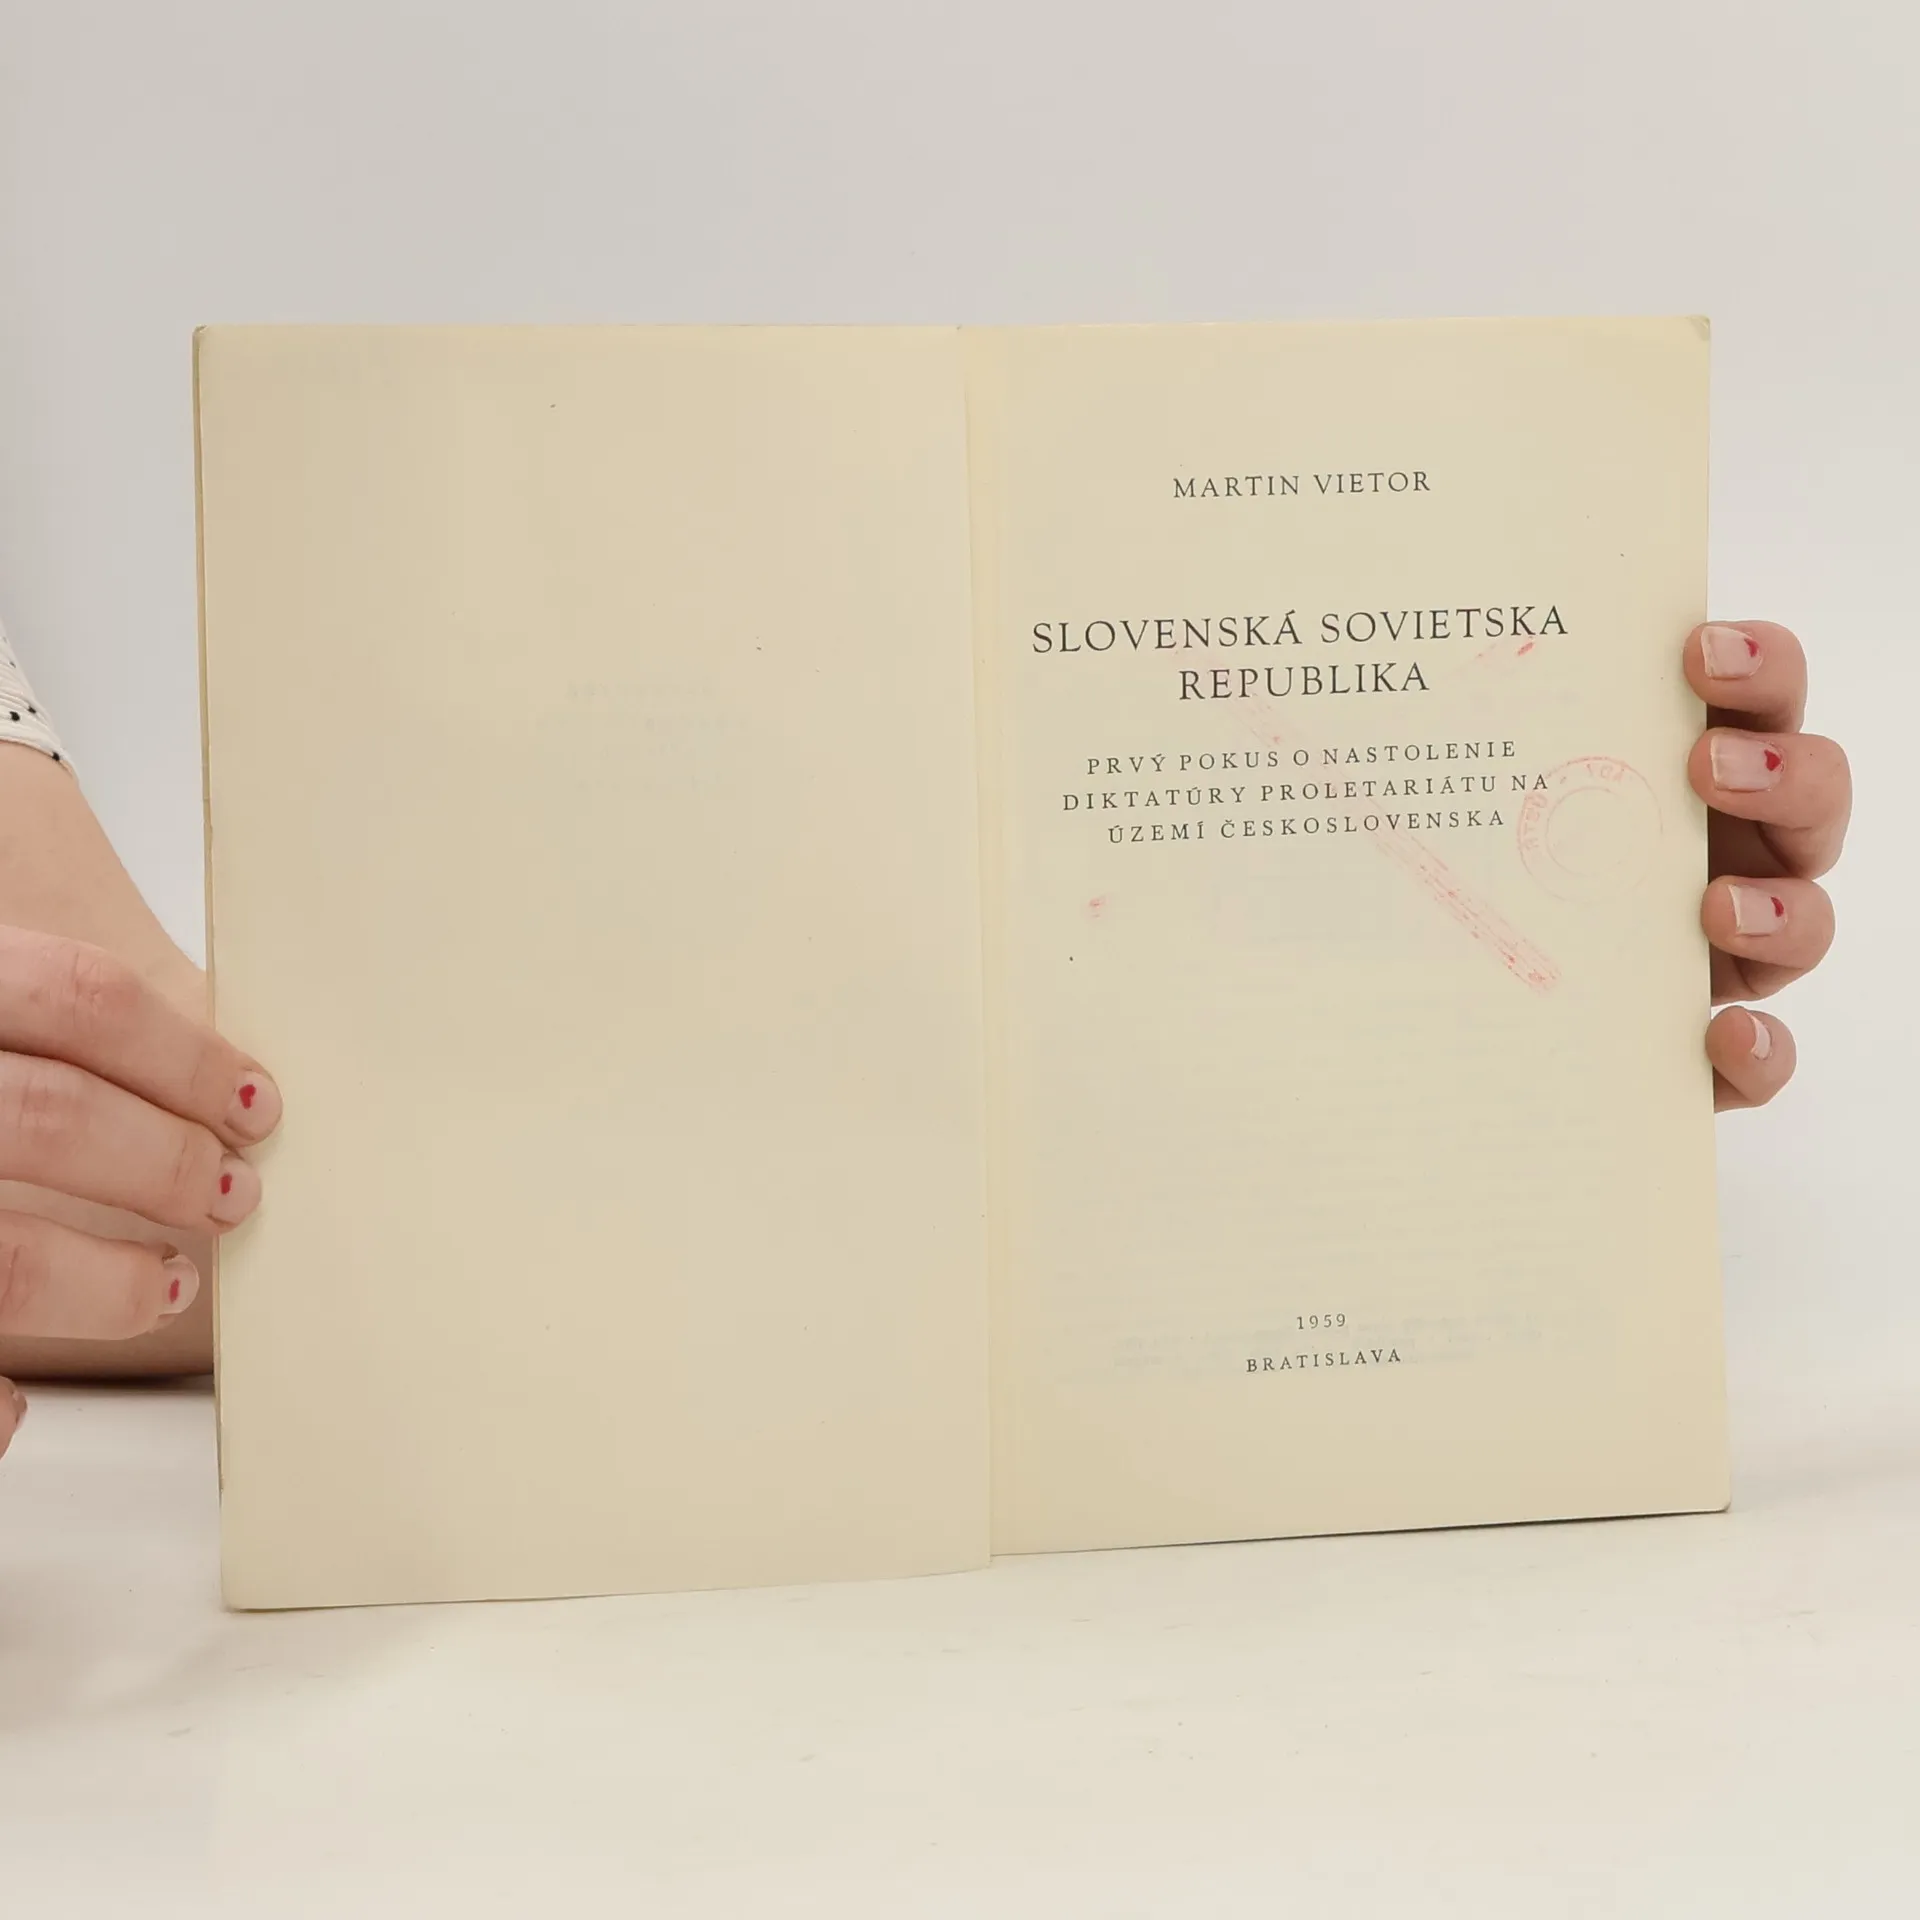 MARTIN VIETOR
SLOVENSKÁ SOVIETSKA
REPUBLIKA
PRVÝ POKUS O NASTOLENIE
DIKTATÚRY PROLETARIÁTU NA
ÚZEMÍ ČESKOSLOVENSKA
1959
BRATISLAVA